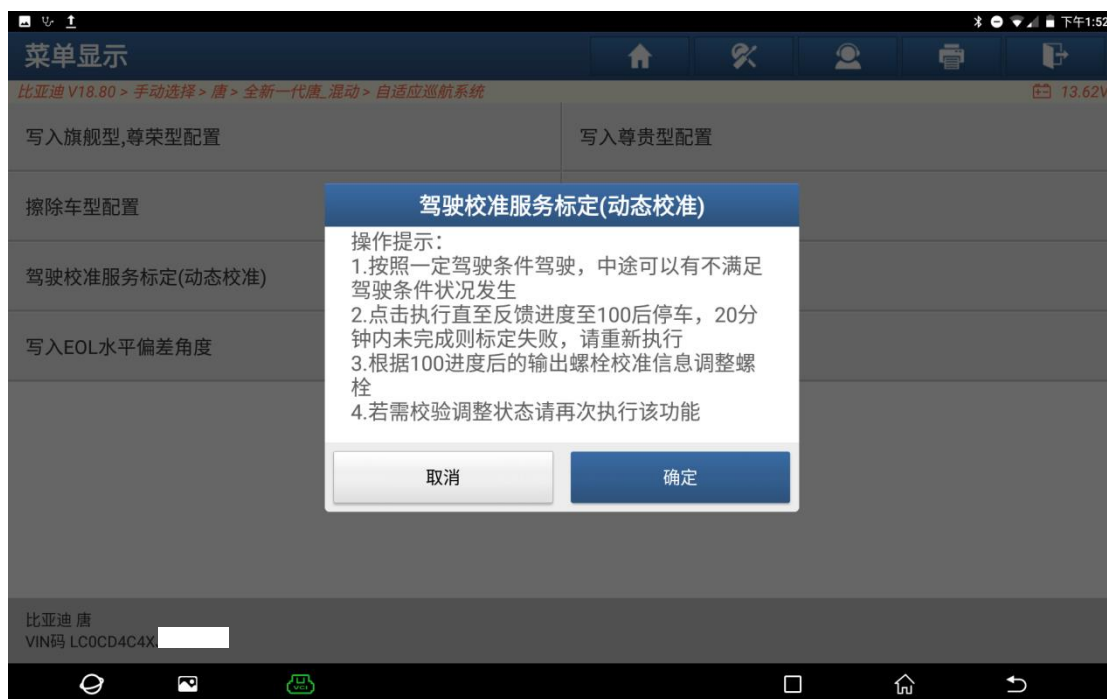 下午1:52
菜单显示
比亚迪 V18.80 > 手动选择 > 唐 > 全新一代唐_混动 > 自适应巡航系统
13.62V
写入旗舰型,尊荣型配置
写入尊贵型配置
擦除车型配置
驾驶校准服务标定(动态校准)
写入EOL水平偏差角度
驾驶校准服务标定(动态校准)
操作提示：
1.按照一定驾驶条件驾驶，中途可以有不满足
驾驶条件状况发生
2.点击执行直至反馈进度至100后停车，20分
钟内未完成则标定失败，请重新执行
3.根据100进度后的输出螺栓校准信息调整螺
栓
4.若需校验调整状态请再次执行该功能
取消
确定
比亚迪 唐
VIN码 LC0CD4C4X
VCI